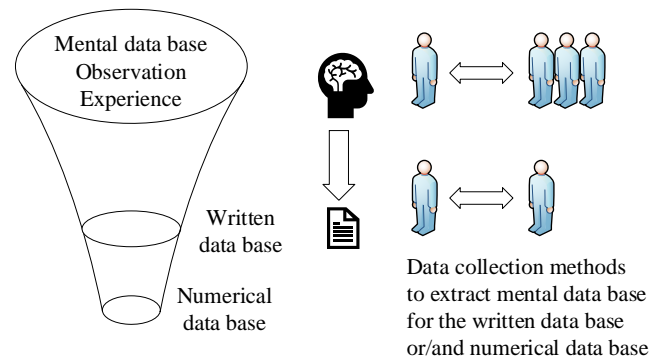 Mental data base
Observation
Experience
Written
data base
Numerical
data base
Data collection methods
to extract mental data base
for the written data base
or/and numerical data base